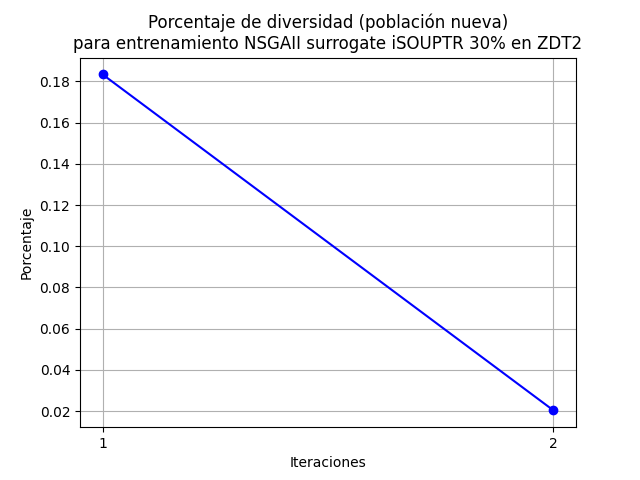 Porcentaje de diversidad (población nueva)
para entrenamiento NSGAII surrogate iSOUPTR 30% en ZDT2
0.18
0.16
0.14
0.12
0.10
0.08
0.06
0.04
0.02
Porcentaje
1 2
Iteraciones